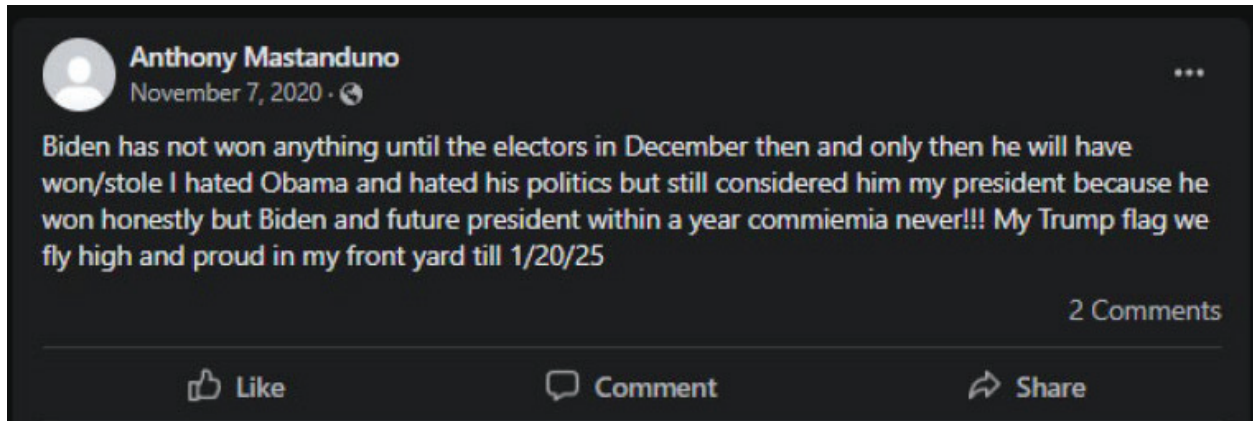 Anthony Mastanduno
November 7, 2020 ·
Biden has not won anything until the electors in December then and only then he will have
won/stole I hated Obama and hated his politics but still considered him my president because he
won honestly but Biden and future president within a year commiemia never!!! My Trump flag we
fly high and proud in my front yard till 1/20/25
2 Comments
Like Comment Share